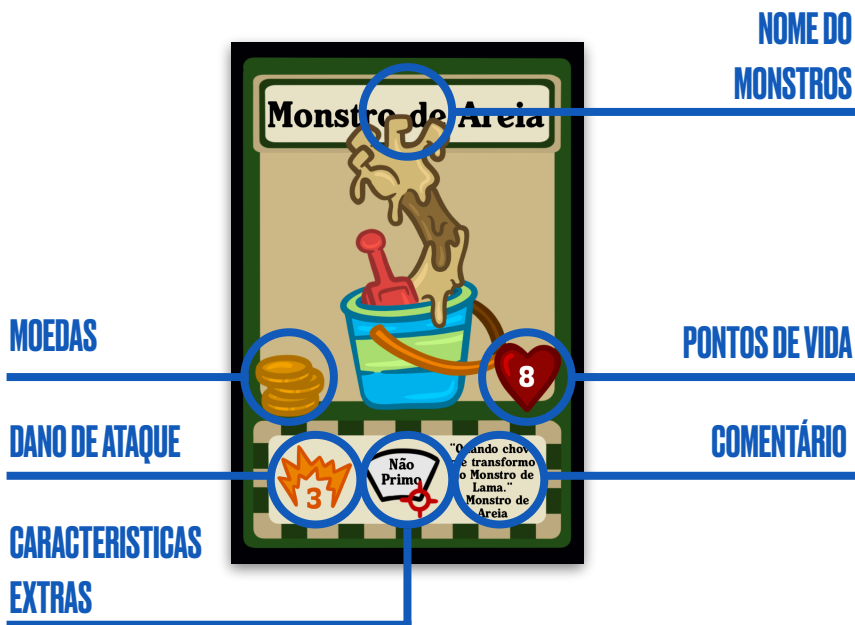 NOME DO
MONSTROS
Monstro de Areia
MOEDAS
PONTOS DE VIDA
8
DANO DE ATAQUE
COMENTÁRIO
3
Não
Primo
"Quando chove
me transformo
no Monstro de
Lama."
Monstro de
Areia
CARACTERISTICAS
EXTRAS